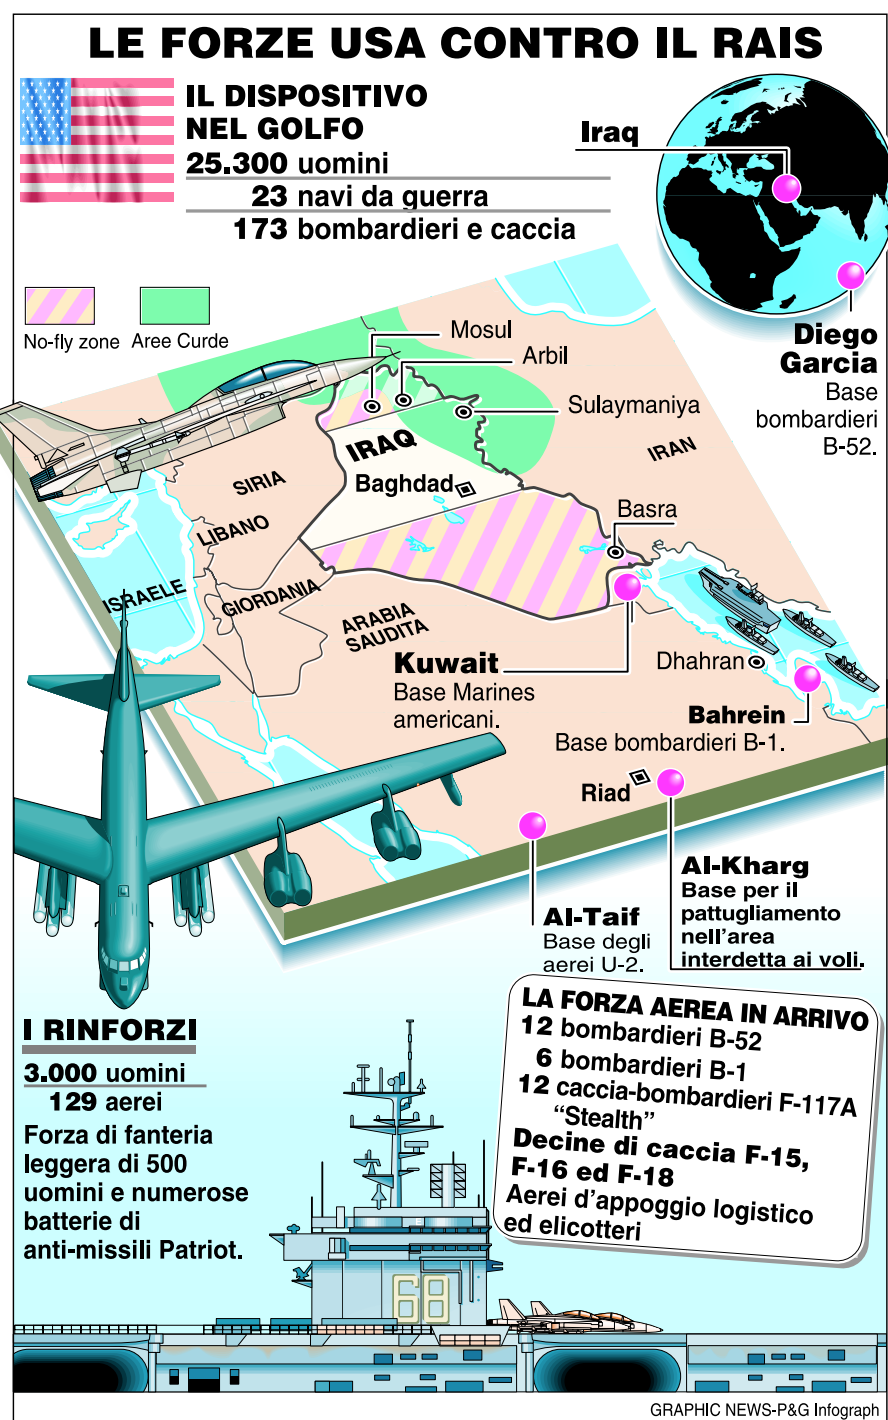 LE FORZE USA CONTRO IL RAIS
IL DISPOSITIVO
NEL GOLFO
25.300 uomini
23 navi da guerra
173 bombardieri e caccia
Iraq
Diego
Garcia
Base
bombardieri
B-52.
No-fly zone
Aree Curde
Mosul
Arbil
Sulaymaniya
IRAQ
Baghdad
IRAN
SIRIA
LIBANO
Basra
ISRAELE
GIORDANIA
ARABIA
SAUDITA
Kuwait
Base Marines
americani.
Dhahran
Bahrein
Base bombardieri B-1.
Riad
Al-Kharg
Base per il
pattugliamento
nell'area
interdetta ai voli.
Al-Taif
Base degli
aerei U-2.
I RINFORZI
3.000 uomini
129 aerei
Forza di fanteria
leggera di 500
uomini e numerose
batterie di
anti-missili Patriot.
LA FORZA AEREA IN ARRIVO
12 bombardieri B-52
6 bombardieri B-1
12 caccia-bombardieri F-117A
“Stealth”
Decine di caccia F-15,
F-16 ed F-18
Aerei d'appoggio logistico
ed elicotteri
68
GRAPHIC NEWS-P&G Infograph